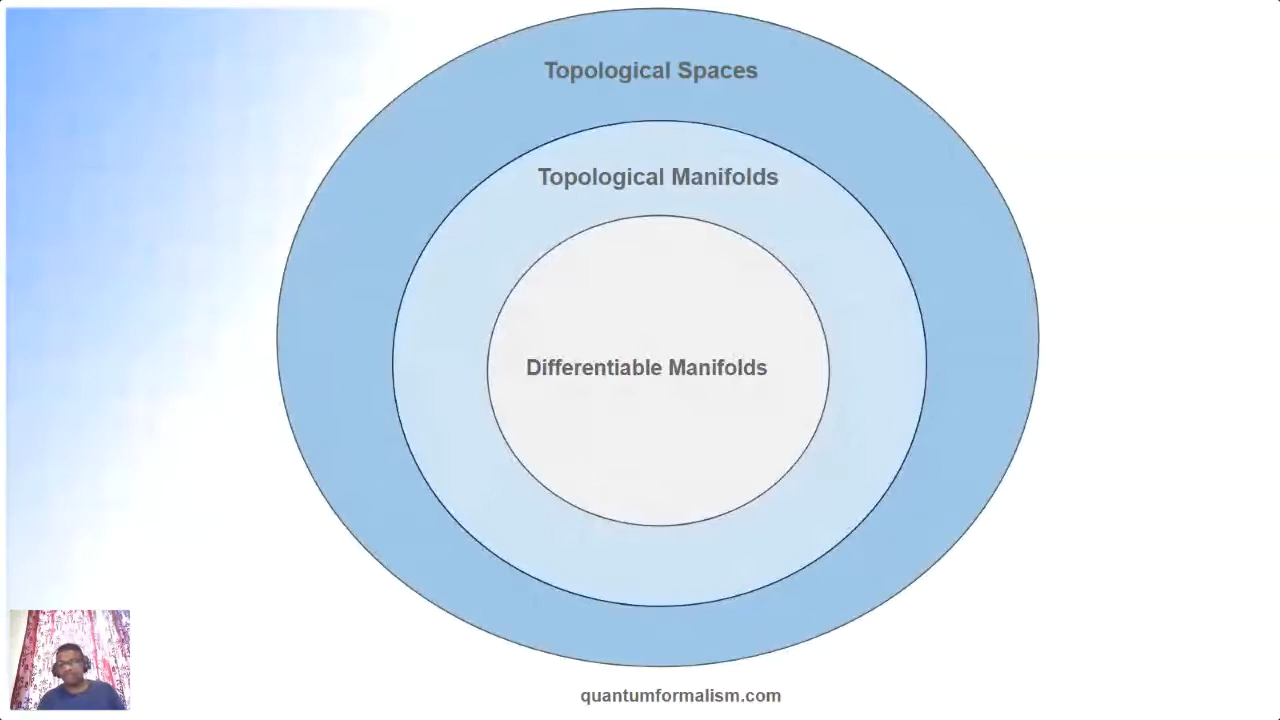 Topological Spaces
Topological Manifolds
Differentiable Manifolds
quantumformalism.com